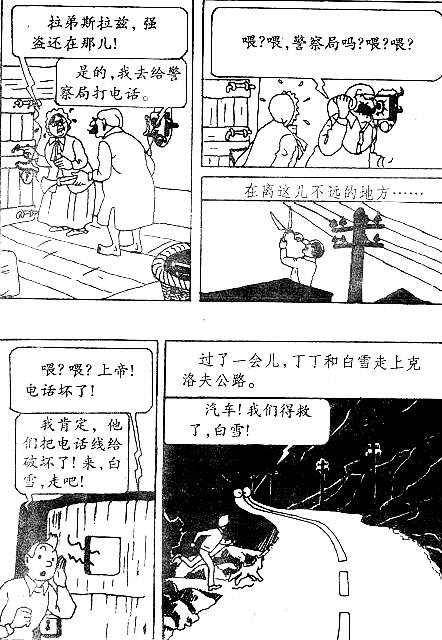 拉弟斯拉兹，强
盗还在那儿！
是的，我去给警
察局打电话。
喂？喂，警察局吗？喂？喂？
在离这儿不远的地方……
喂？喂？上帝！
电话坏了！
我肯定，他
们把电话线给
破坏了！来，白
雪，走吧！
过了一会儿，丁丁和白雪走上克
洛夫公路。
汽车！我们得救
了，白雪！